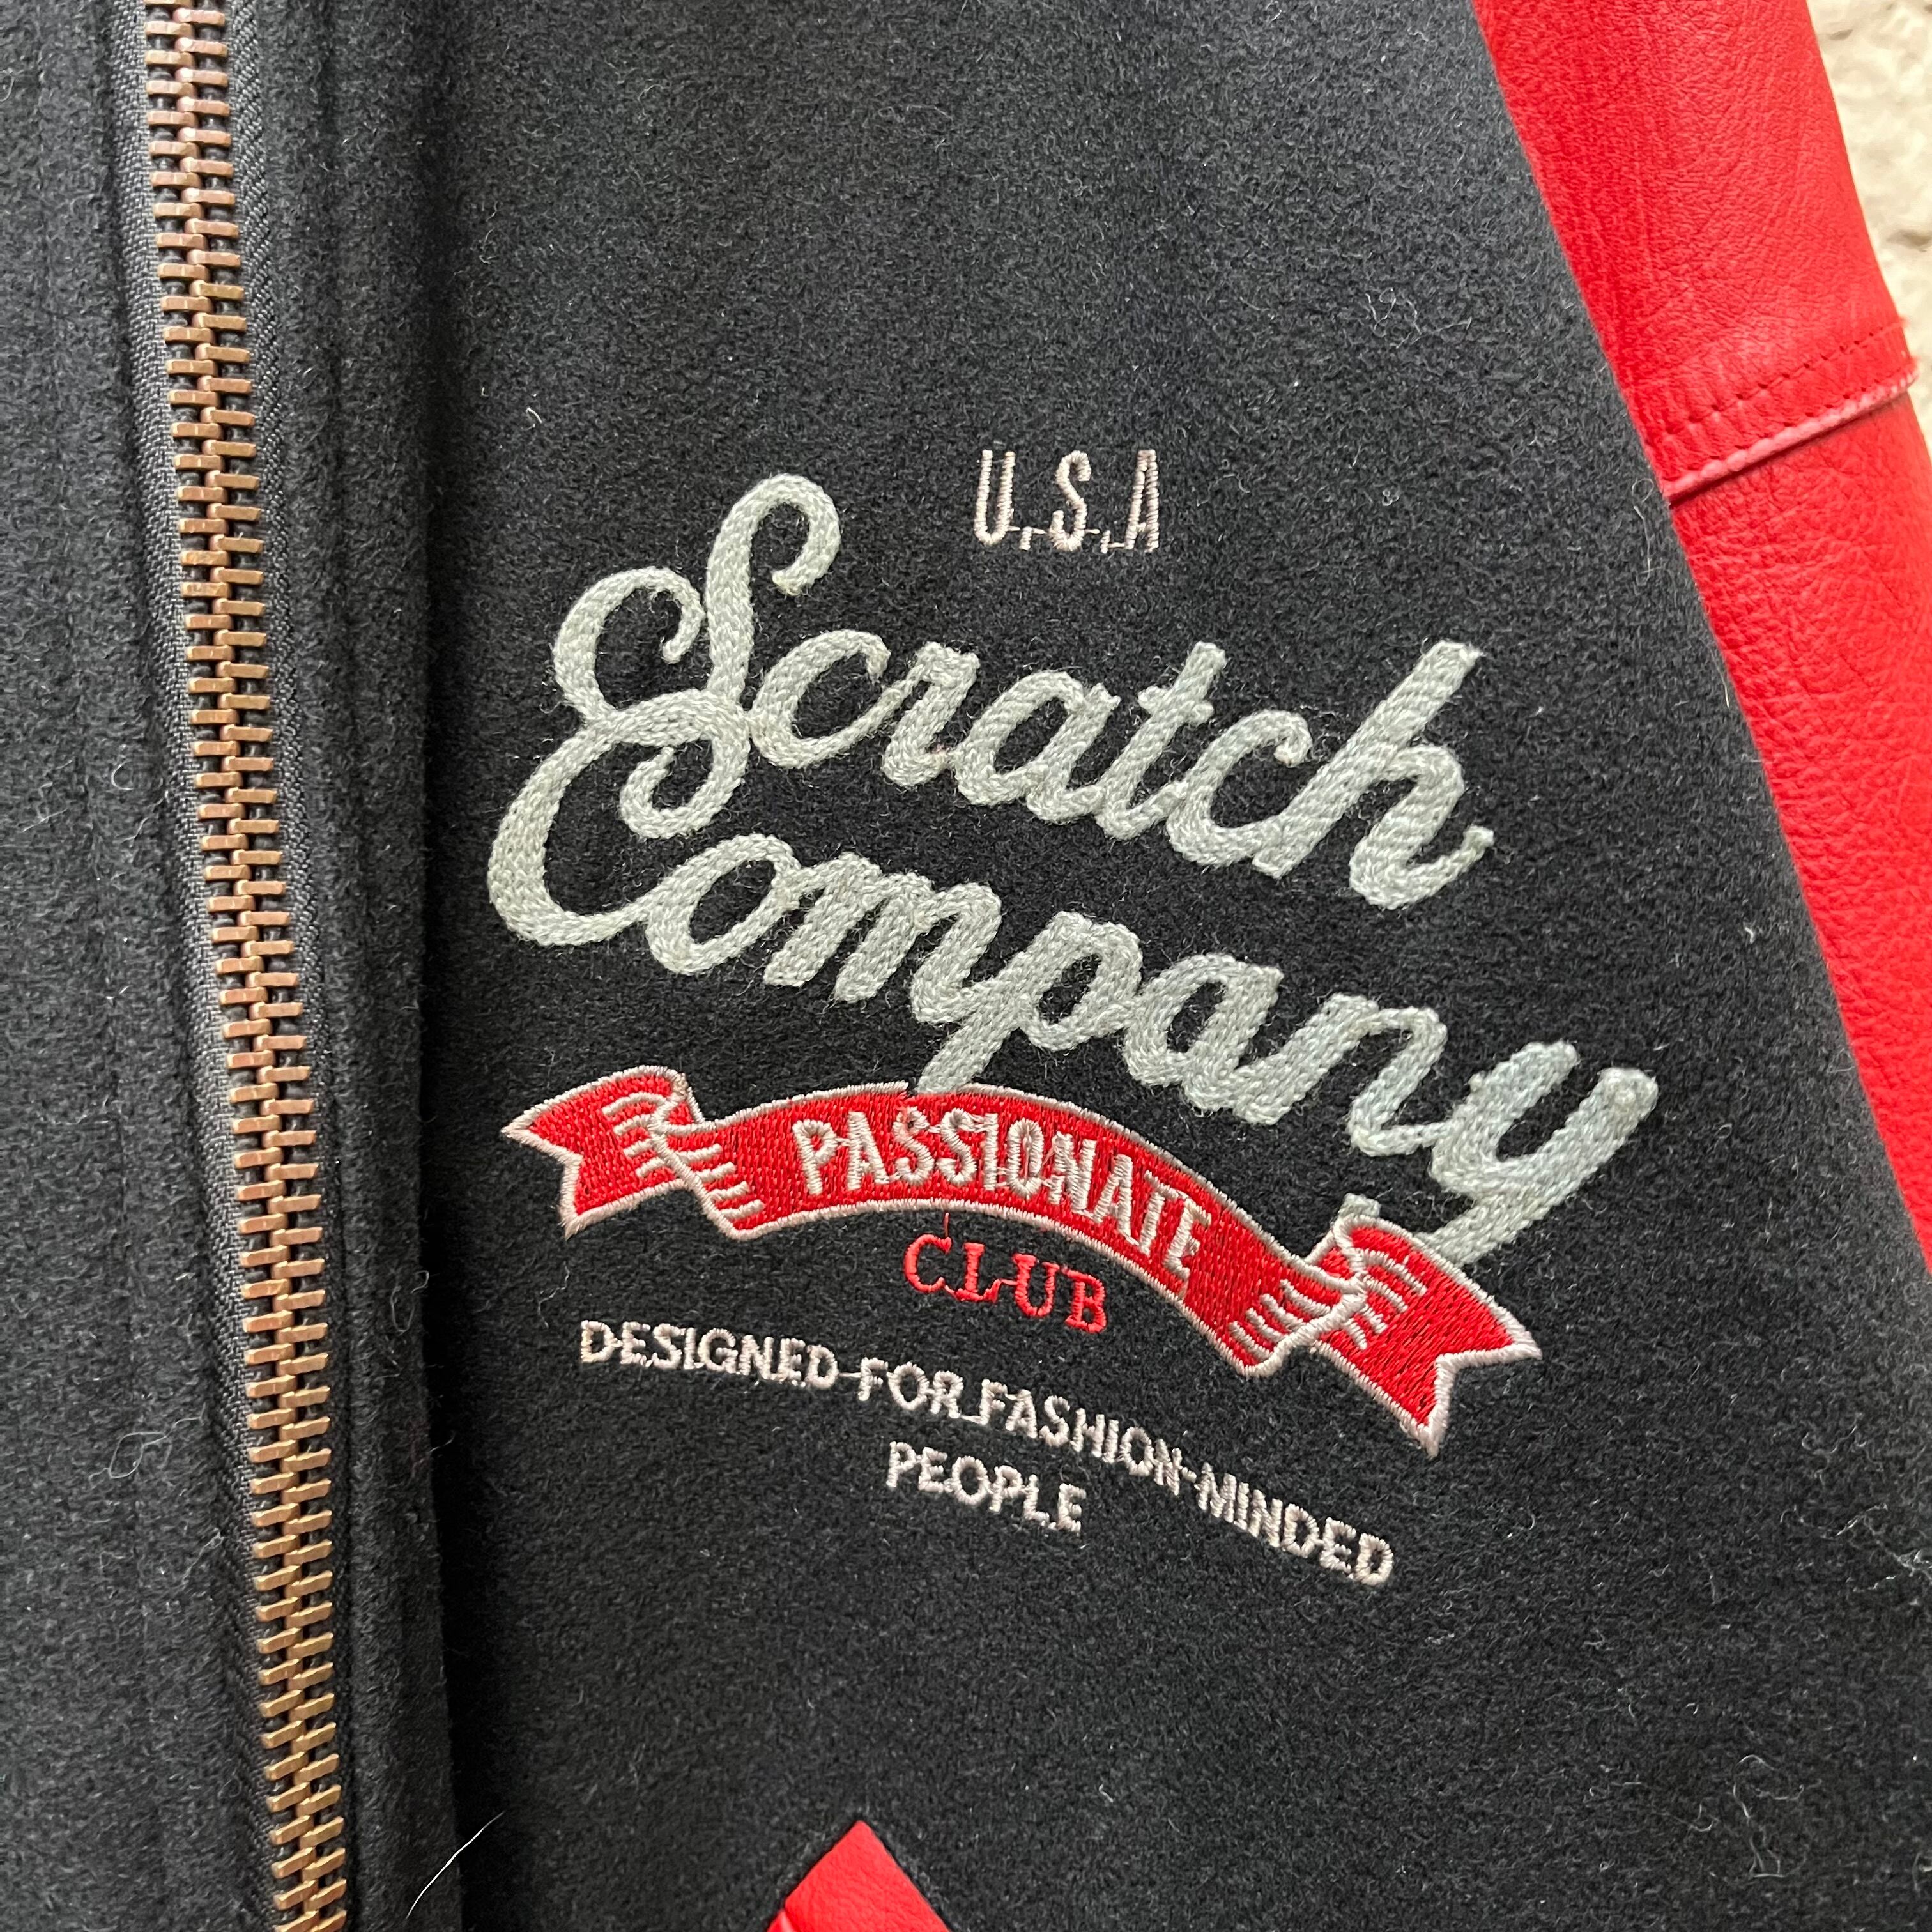 U.S.A
Scratch
Company
PASSIONATE
CLUB
DESIGNED FOR FASHION-MINDED
PEOPLE